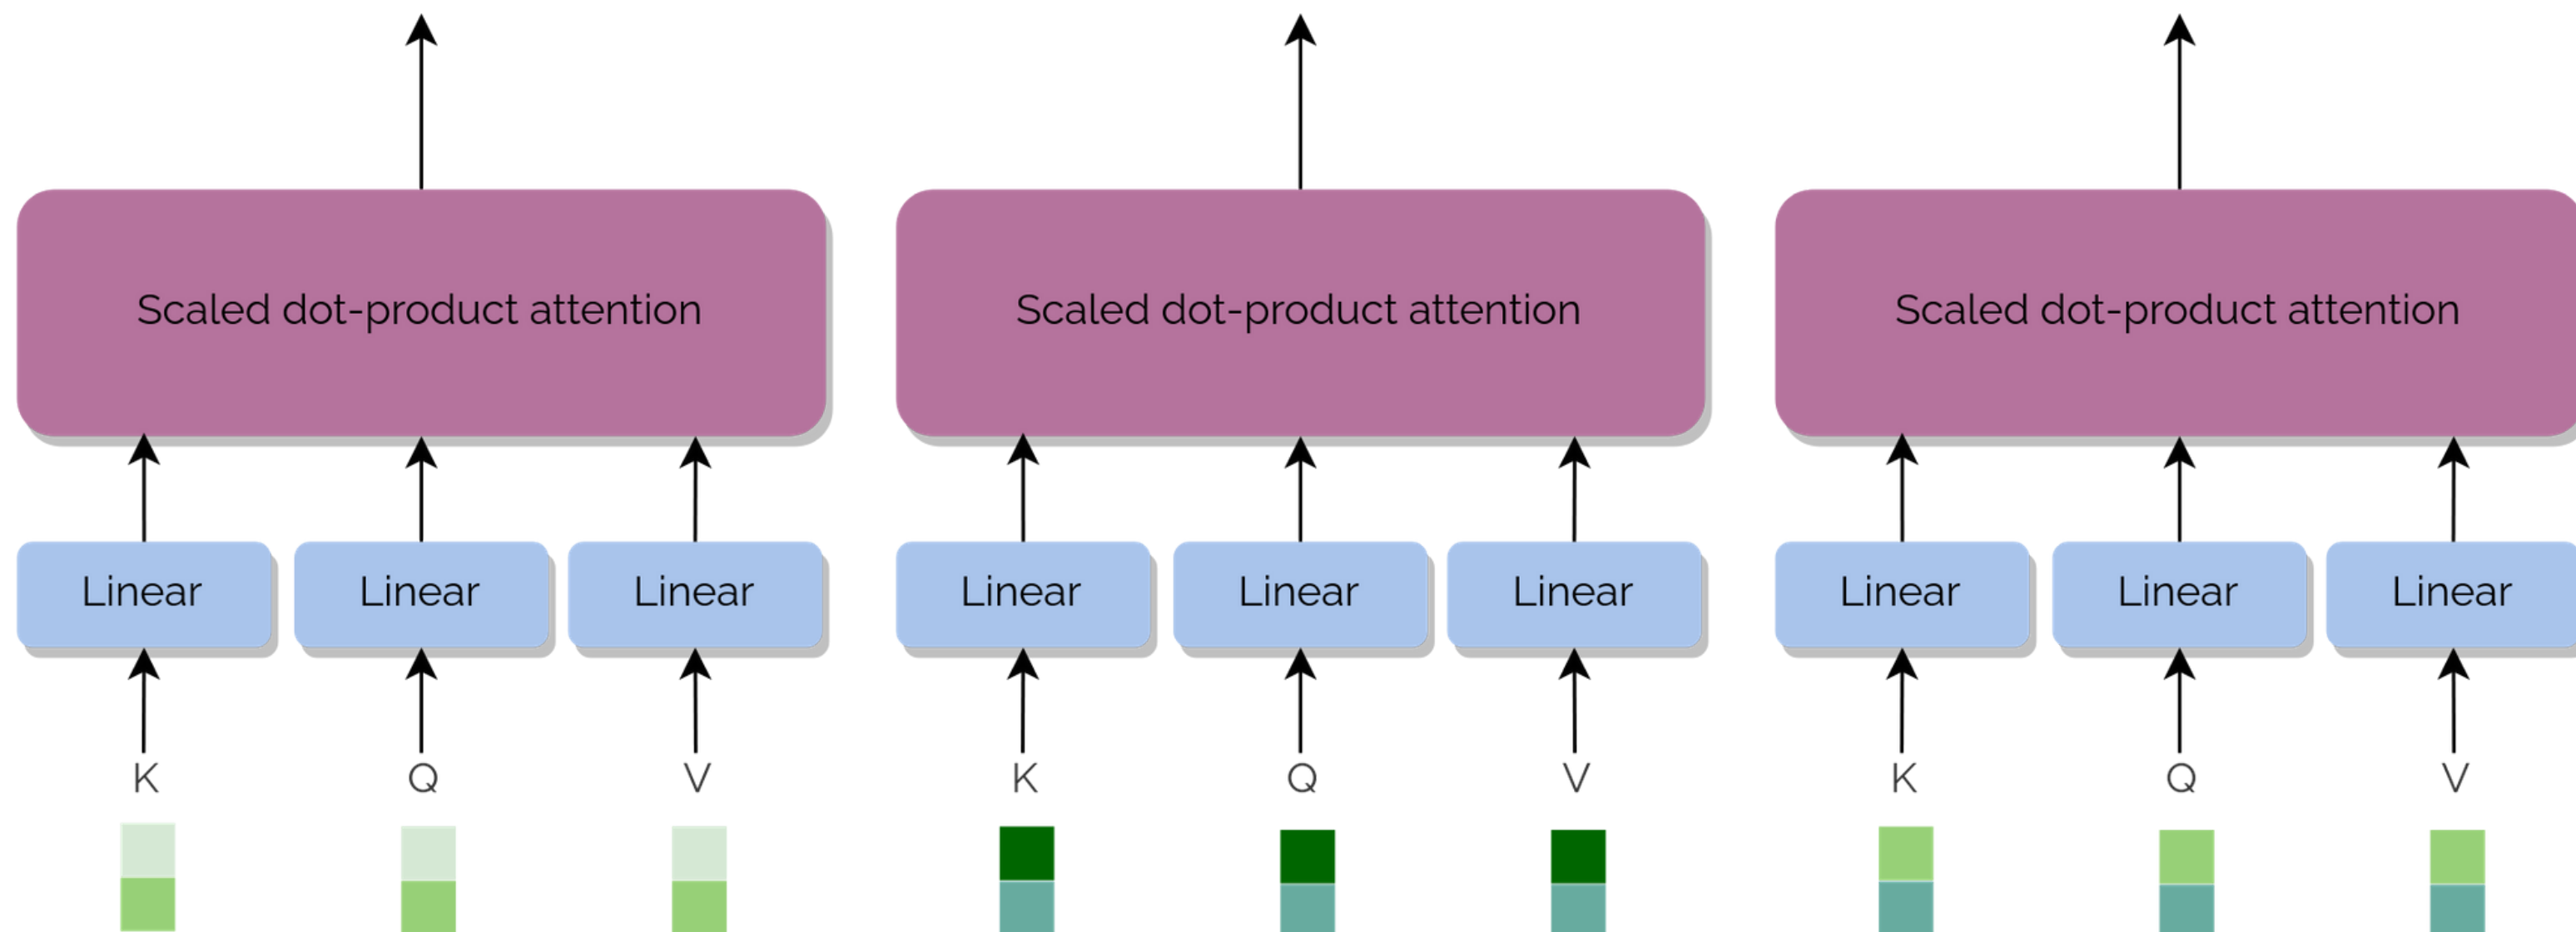 Scaled dot-product attention Scaled dot-product attention Scaled dot-product attention
Linear Linear Linear Linear Linear Linear Linear Linear Linear
K Q V K Q V K Q V